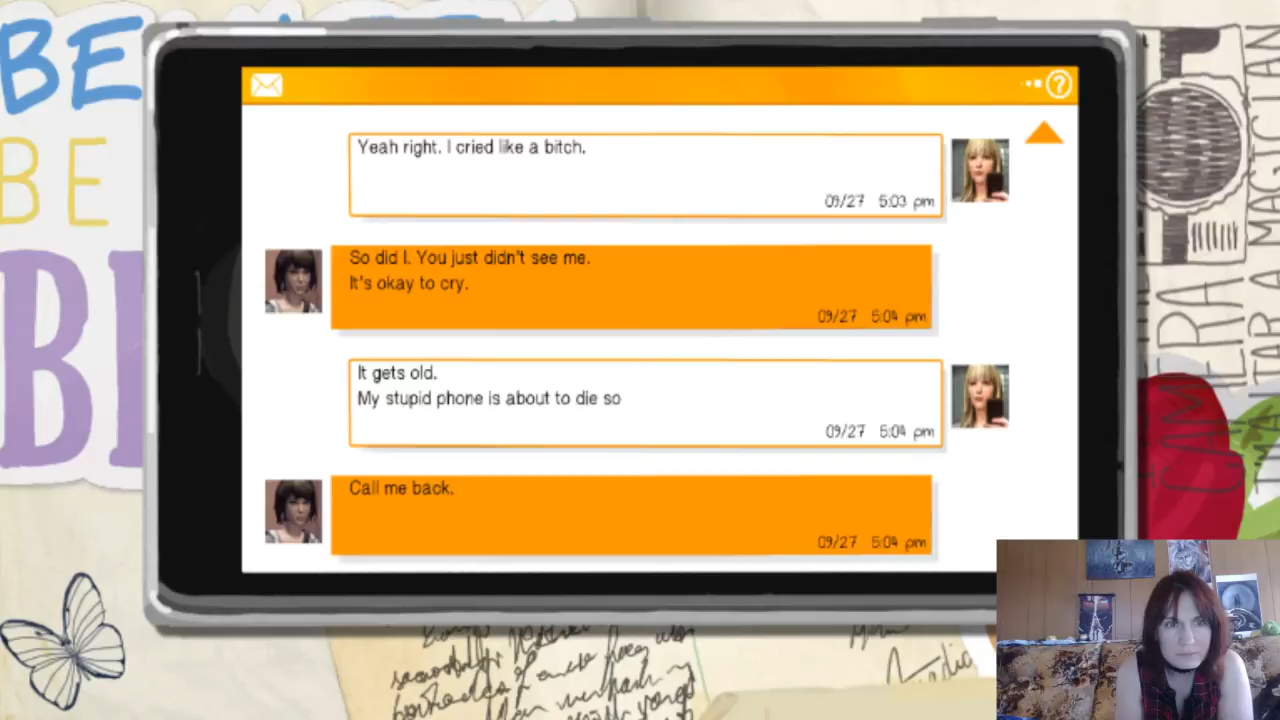 BE
BE
Yeah right. I cried like a bitch.
09/27 5:03 pm
So did I. You just didn't see me.
It's okay to cry.
09/27 5:04 pm
It gets old.
My stupid phone is about to die so
09/27 5:04 pm
Call me back.
09/27 5:04 pm
CAMERA
MAGICIAN